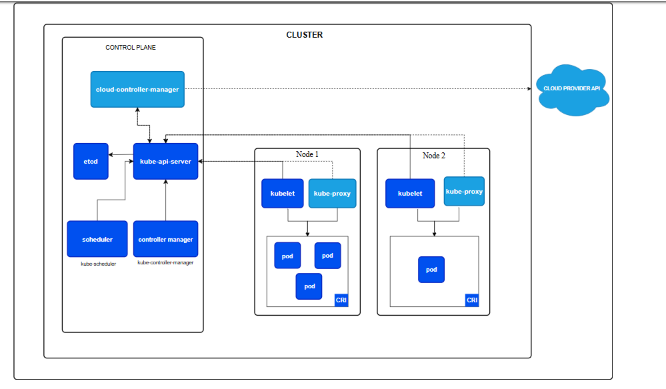 CLUSTER
CONTROL PLANE
cloud-controller-manager
CLOUD PROVIDER API
etcd
kube-api-server
Node 1
Node 2
kubelet
kube-proxy
kubelet
kube-proxy
scheduler
controller manager
kube-scheduler
kube-controller-manager
pod
pod
pod
CRI
pod
CRI